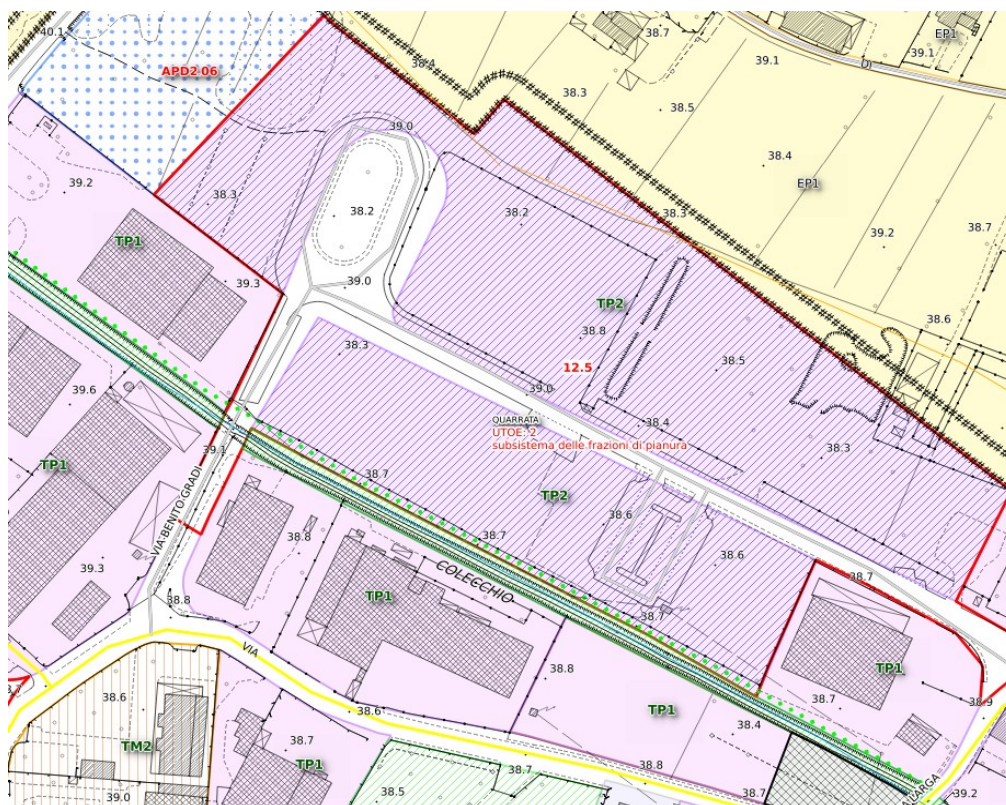 40.1
38.7
EP1
39.1
39.1
APD2.06
38.4
38.3
38.5
39.0
38.4
39.2
EP1
38.3
38.2
38.2
38.3
38.7
TP1
39.2
39.3
39.0
TP2
38.8
38.6
38.3
38.5
12.5
39.0
39.6
QUARRATA
UTOE: 2
subsistema delle frazioni di pianura
38.4
38.3
39.1
TP1
38.7
TP2
VIA BENITO GRADI
38.6
38.8
38.7
38.6
39.3
COLECCHIO
38.7
38.8
TP1
38.7
VIA
38.8
TP1
38.6
38.7
38.9
TP1
38.6
38.4
TM2
38.7
TP1
38.7
38.8
38.5
38.7
39.0
LARGA
39.2